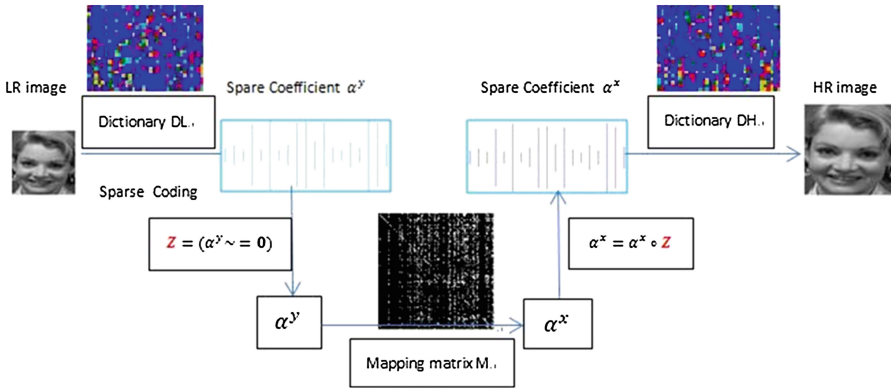 LR image
Dictionary DL↵
Spare Coefficient αʸ
Spare Coefficient αˣ
Dictionary DH↵
HR image
Sparse Coding
Z = (αʸ ~ = 0)
αˣ = αˣ ∘ Z
αʸ
αˣ
Mapping matrix M↵